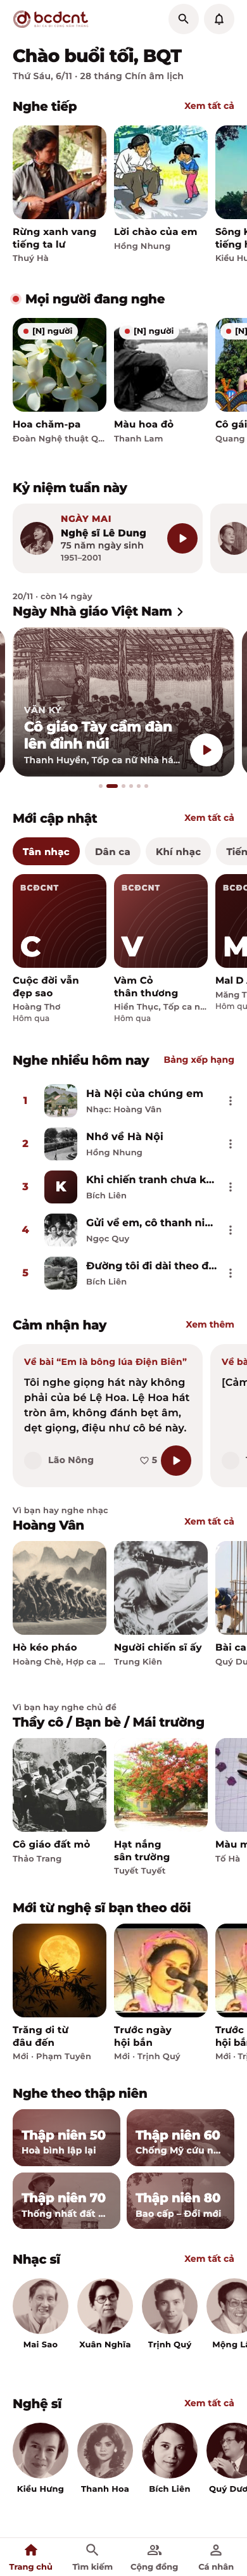 bcdcnt
Chào buổi tối, BQT
Thứ Sáu, 6/11 · 28 tháng Chín âm lịch
Nghe tiếp
Xem tất cả
Rừng xanh vang
tiếng ta lư
Thuý Hà
Lời chào của em
Hồng Nhung
Sông
tiếng h
Kiều Hu
Mọi người đang nghe
[N] người
[N] người
[N]
Hoa chăm-pa
Đoàn Nghệ thuật Q...
Màu hoa đỏ
Thanh Lam
Cô gái
Quang
Kỷ niệm tuần này
NGÀY MAI
Nghệ sĩ Lê Dung
75 năm ngày sinh
1951–2001
20/11 · còn 14 ngày
Ngày Nhà giáo Việt Nam
VĂN KÝ
Cô giáo Tày cầm đàn
lên đỉnh núi
Thanh Huyền, Tốp ca nữ Nhà há...
Mới cập nhật
Xem tất cả
Tân nhạc
Dân ca
Khí nhạc
Tiến
BCĐCNT
C
BCĐCNT
V
BCĐC
M
Cuộc đời vẫn
đẹp sao
Hoàng Thơ
Hôm qua
Vàm Cỏ
thân thương
Hiền Thục, Tốp ca n...
Hôm qua
Mal D
Măng T
Hôm qu
Nghe nhiều hôm nay
Bảng xếp hạng
1
Hà Nội của chúng em
Nhạc: Hoàng Vân
2
Nhớ về Hà Nội
Hồng Nhung
3
K
Khi chiến tranh chưa k...
Bích Liên
4
Gửi về em, cô thanh ni...
Ngọc Quy
5
Đường tôi đi dài theo đ...
Bích Liên
Cảm nhận hay
Xem thêm
Về bài “Em là bông lúa Điện Biên”
Tôi nghe giọng hát này không
phải của bé Lệ Hoa. Lệ Hoa hát
tròn âm, không đánh bẹt âm,
dẹt giọng, điệu như cô bé này.
Lão Nông
5
Về bà
[Cảm
Vì bạn hay nghe nhạc
Hoàng Vân
Xem tất cả
Hò kéo pháo
Hoàng Chè, Hợp ca ...
Người chiến sĩ ấy
Trung Kiên
Bài ca
Quý Du
Vì bạn hay nghe chủ đề
Thầy cô / Bạn bè / Mái trường
Cô giáo đất mỏ
Thảo Trang
Hạt nắng
sân trường
Tuyết Tuyết
Màu m
Tố Hà
Mới từ nghệ sĩ bạn theo dõi
Trăng ơi từ
đâu đến
Mới · Phạm Tuyên
Trước ngày
hội bắn
Mới · Trịnh Quý
Trước
hội bắ
Mới · Tr
Nghe theo thập niên
Thập niên 50
Hoà bình lập lại
Thập niên 60
Chống Mỹ cứu n...
Thập niên 70
Thống nhất đất ...
Thập niên 80
Bao cấp – Đổi mới
Nhạc sĩ
Xem tất cả
Mai Sao
Xuân Nghĩa
Trịnh Quý
Mộng Lâ
Nghệ sĩ
Xem tất cả
Kiều Hưng
Thanh Hoa
Bích Liên
Quý Dươ
Trang chủ
Tìm kiếm
Cộng đồng
Cá nhân